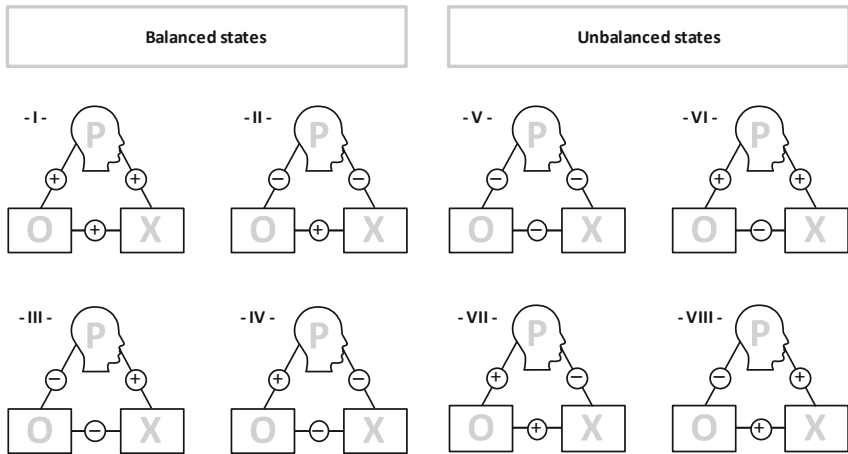 Balanced states Unbalanced states
- I - P - II - P - V - P - VI - P
+ + − − − − + +
O + X O + X O − X O − X
- III - P - IV - P - VII - P - VIII - P
− + + − + − − +
O − X O − X O + X O + X